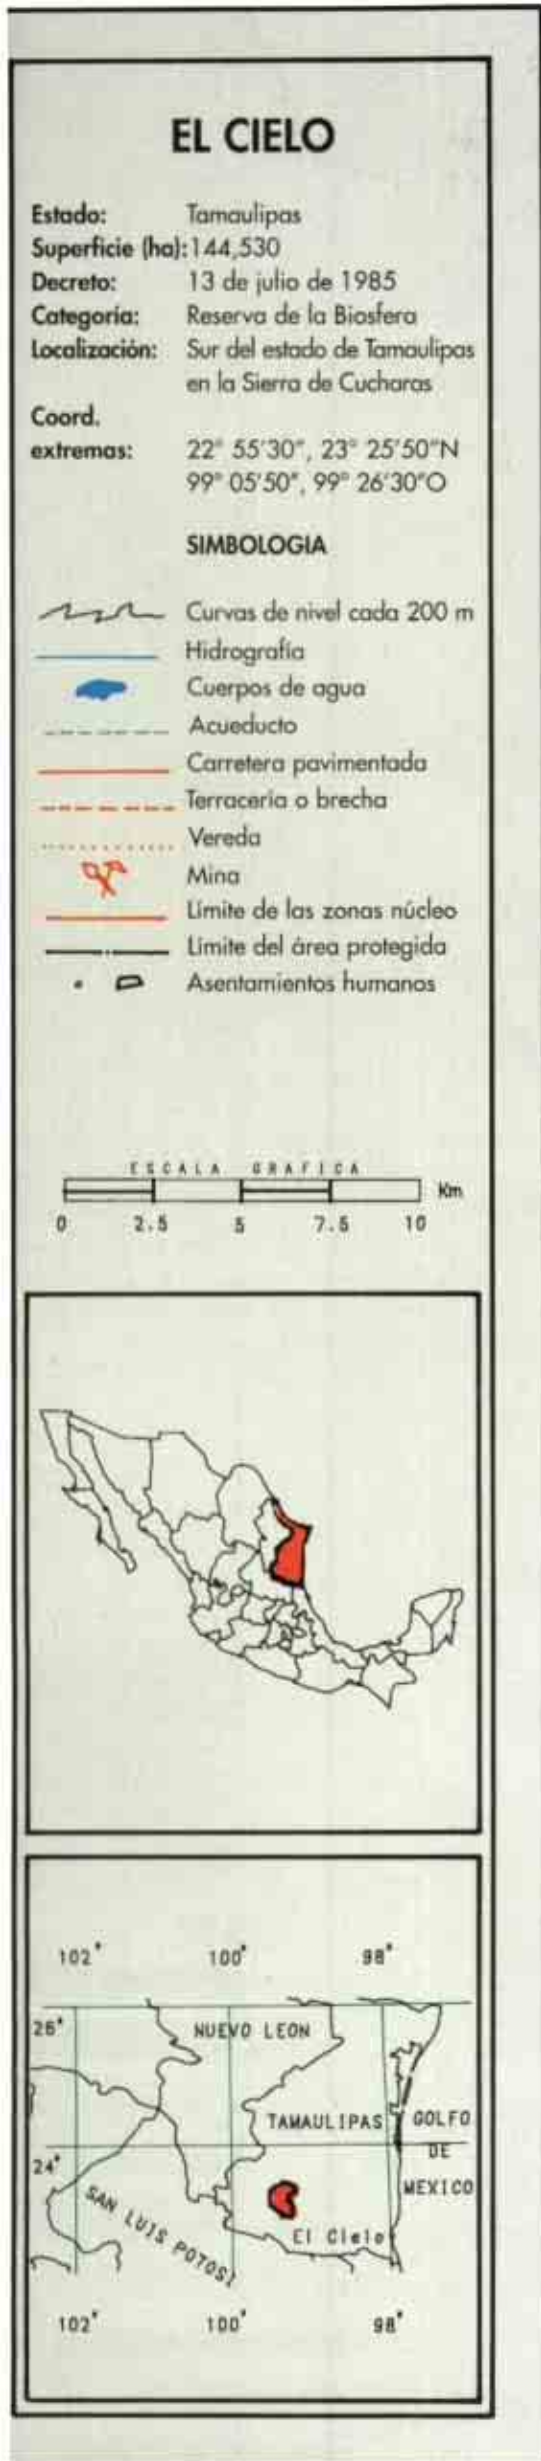 EL CIELO
Estado: Tamaulipas
Superficie (ha): 144,530
Decreto: 13 de julio de 1985
Categoría: Reserva de la Biosfera
Localización: Sur del estado de Tamaulipas
en la Sierra de Cucharas
Coord.
extremas: 22° 55'30", 23° 25'50"N
99° 05'50", 99° 26'30"O
SIMBOLOGIA
Curvas de nivel cada 200 m
Hidrografía
Cuerpos de agua
Acueducto
Carretera pavimentada
Terracería o brecha
Vereda
Mina
Límite de las zonas núcleo
Límite del área protegida
Asentamientos humanos
ESCALA GRAFICA
Km
0 2.5 5 7.5 10
102° 100° 98°
26°
NUEVO LEON
TAMAULIPAS
GOLFO
DE
MEXICO
24°
SAN LUIS POTOSI
El Cielo
102° 100° 98°